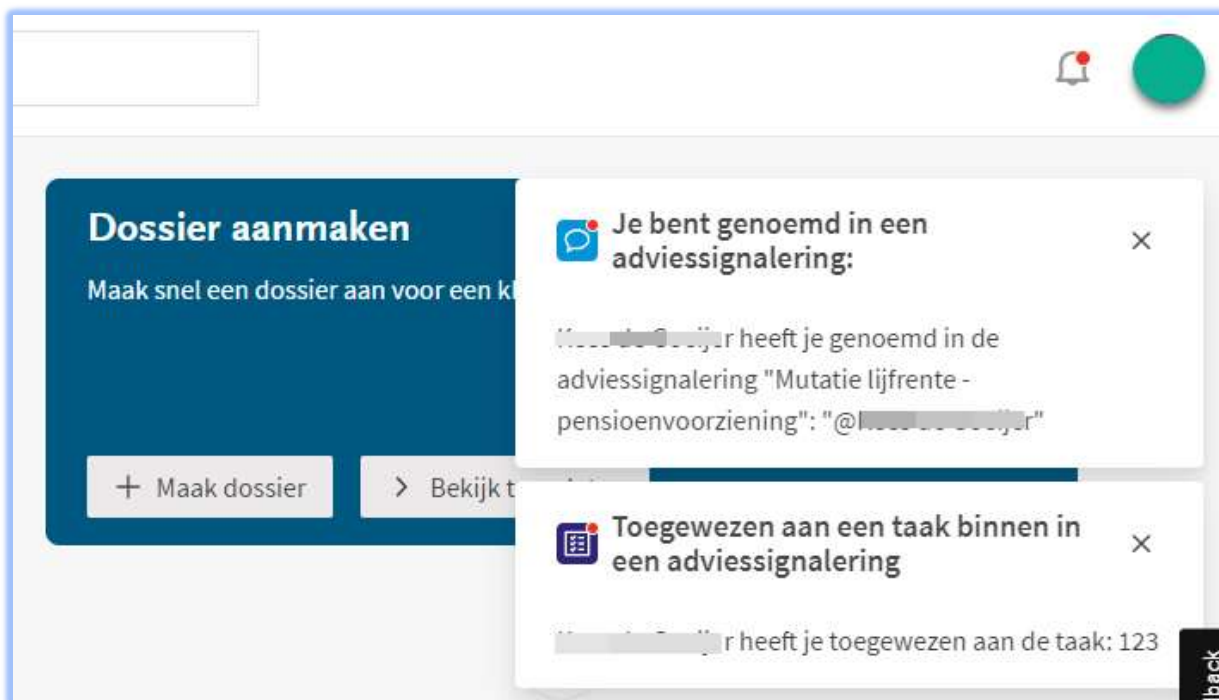 Dossier aanmaken
Maak snel een dossier aan voor een
Maak dossier
Bekijk
Je bent genoemd in een
adviessignalering:
heeft je genoemd in de
adviessignalering "Mutatie lijfrente -
pensioenvoorziening": "@
Toegewezen aan een taak binnen in
een adviessignalering
heeft je toegewezen aan de taak: 123
back